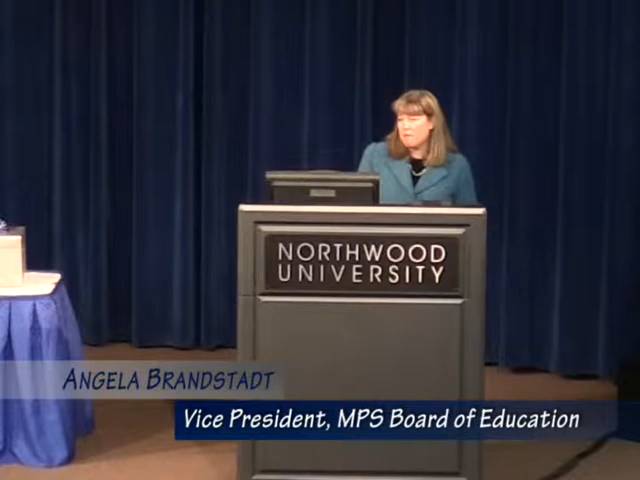 NORTHWOOD
UNIVERSITY
ANGELA BRANDSTADT
Vice President, MPS Board of Education